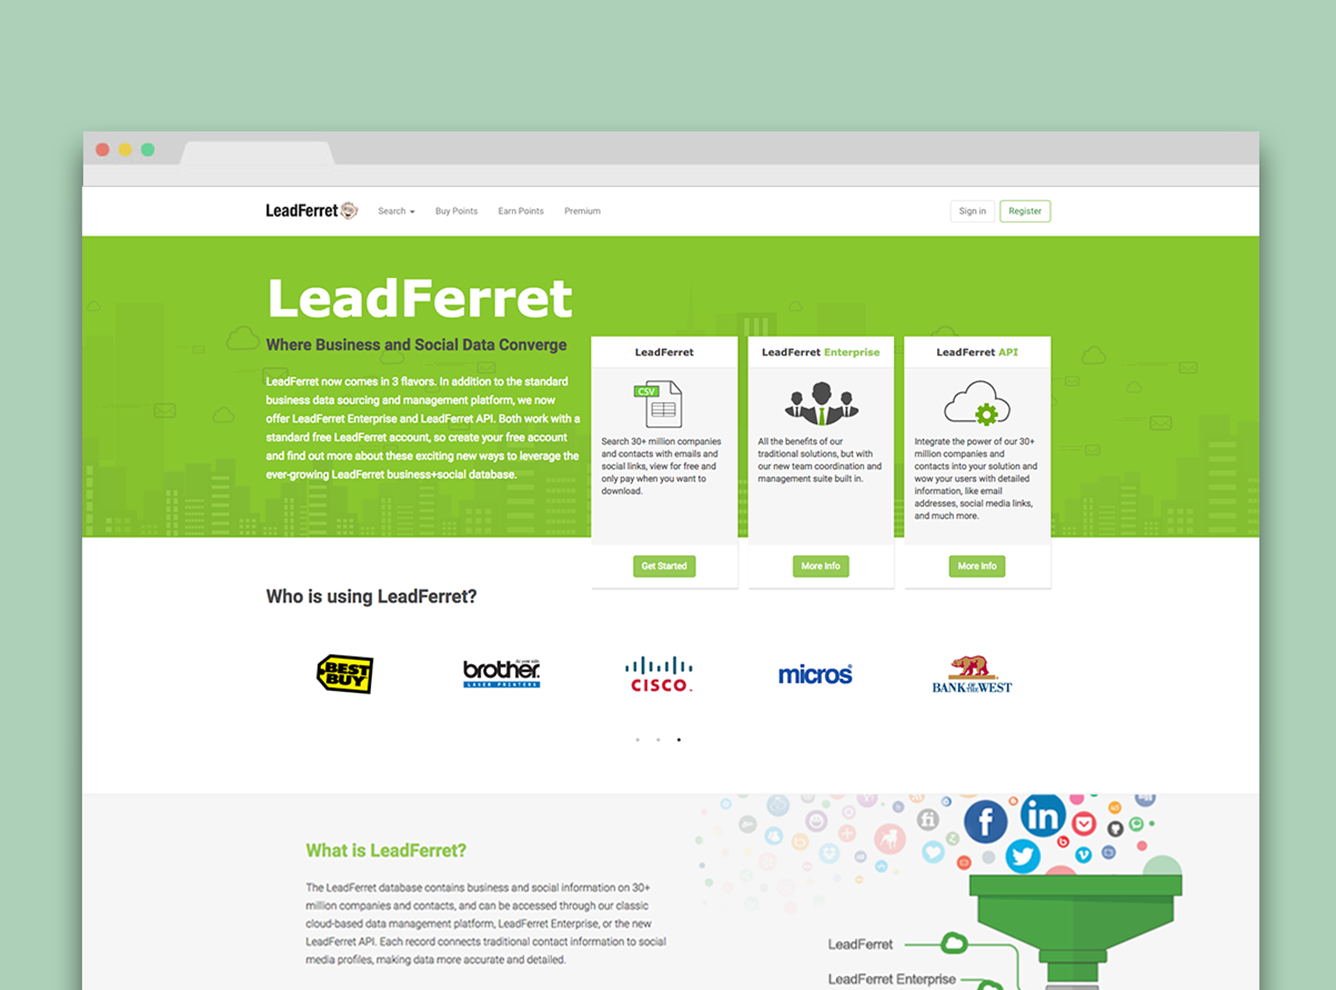 LeadFerret
Search
Buy Points
Earn Points
Premium
Sign in
Register
LeadFerret
Where Business and Social Data Converge
LeadFerret now comes in 3 flavors. In addition to the standard
business data sourcing and management platform, we now
offer LeadFerret Enterprise and LeadFerret API. Both work with a
standard free LeadFerret account, so create your free account
and find out more about these exciting new ways to leverage the
ever-growing LeadFerret business+social database.
LeadFerret
CSV
Search 30+ million companies
and contacts with emails and
social links, view for free and
only pay when you want to
download.
Get Started
LeadFerret Enterprise
All the benefits of our
traditional solutions, but with
our new team coordination and
management suite built in.
More Info
LeadFerret API
Integrate the power of our 30+
million companies and
contacts into your solution and
wow your users with detailed
information, like email
addresses, social media links,
and much more.
More Info
Who is using LeadFerret?
BEST
BUY
at your side
brother.
LASER PRINTERS
CISCO.
micros®
BANK OF THE WEST
What is LeadFerret?
The LeadFerret database contains business and social information on 30+
million companies and contacts, and can be accessed through our classic
cloud-based data management platform, LeadFerret Enterprise, or the new
LeadFerret API. Each record connects traditional contact information to social
media profiles, making data more accurate and detailed.
fi
f
in
LeadFerret
LeadFerret Enterprise